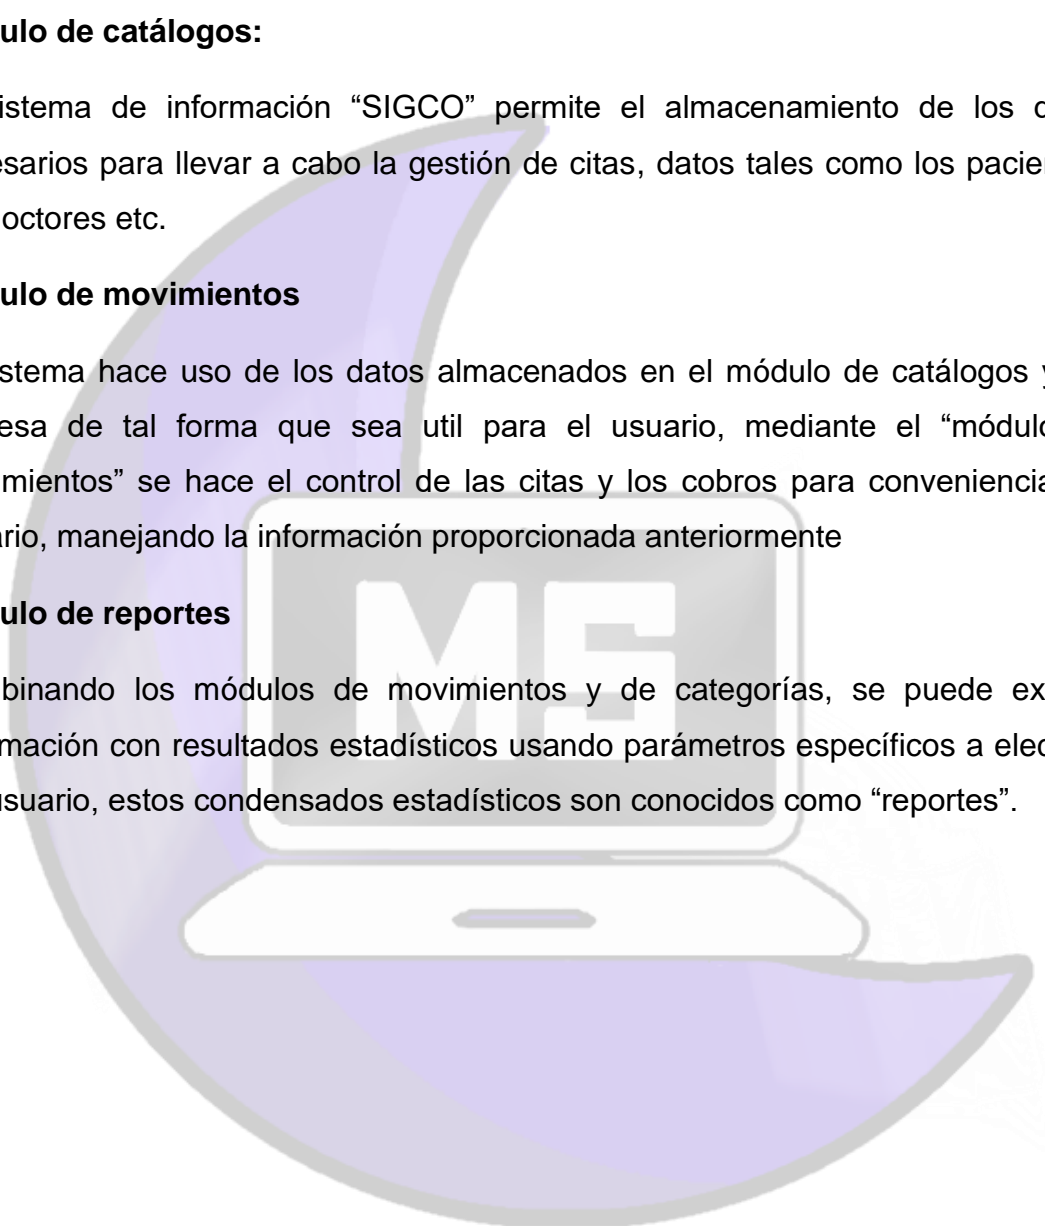 ulo de catálogos:
istema de información “SIGCO” permite el almacenamiento de los d
esarios para llevar a cabo la gestión de citas, datos tales como los pacien
octores etc.
ulo de movimientos
istema hace uso de los datos almacenados en el módulo de catálogos y
esa de tal forma que sea util para el usuario, mediante el “módulo
mientos” se hace el control de las citas y los cobros para conveniencia
ario, manejando la información proporcionada anteriormente
ulo de reportes
binando los módulos de movimientos y de categorías, se puede ex
mación con resultados estadísticos usando parámetros específicos a elec
usuario, estos condensados estadísticos son conocidos como “reportes”.
MS